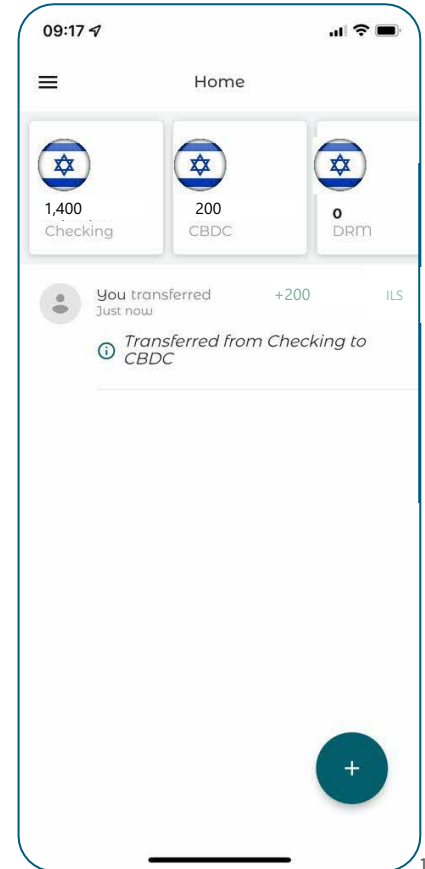 09:17
Home
1,400
Checking
200
CBDC
0
DRM
You transferred +200 ILS
Just now
Transferred from Checking to
CBDC
+
1